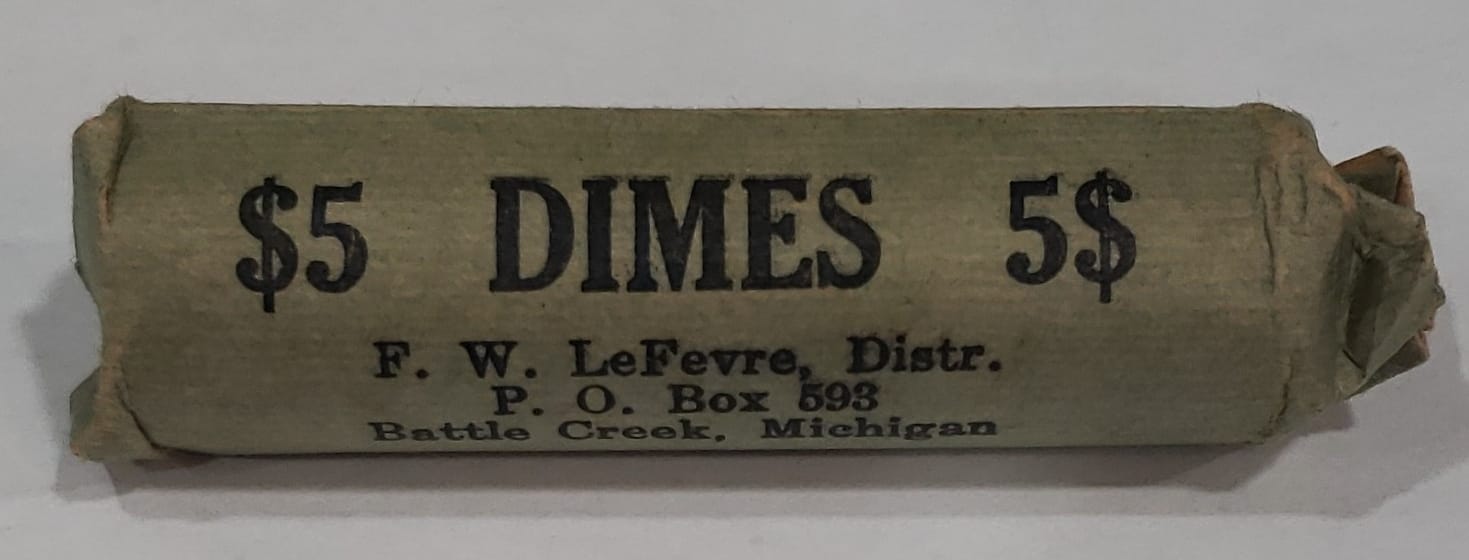 $5 DIMES 5$
F. W. LeFevre, Distr.
P. O. Box 593
Battle Creek, Michigan